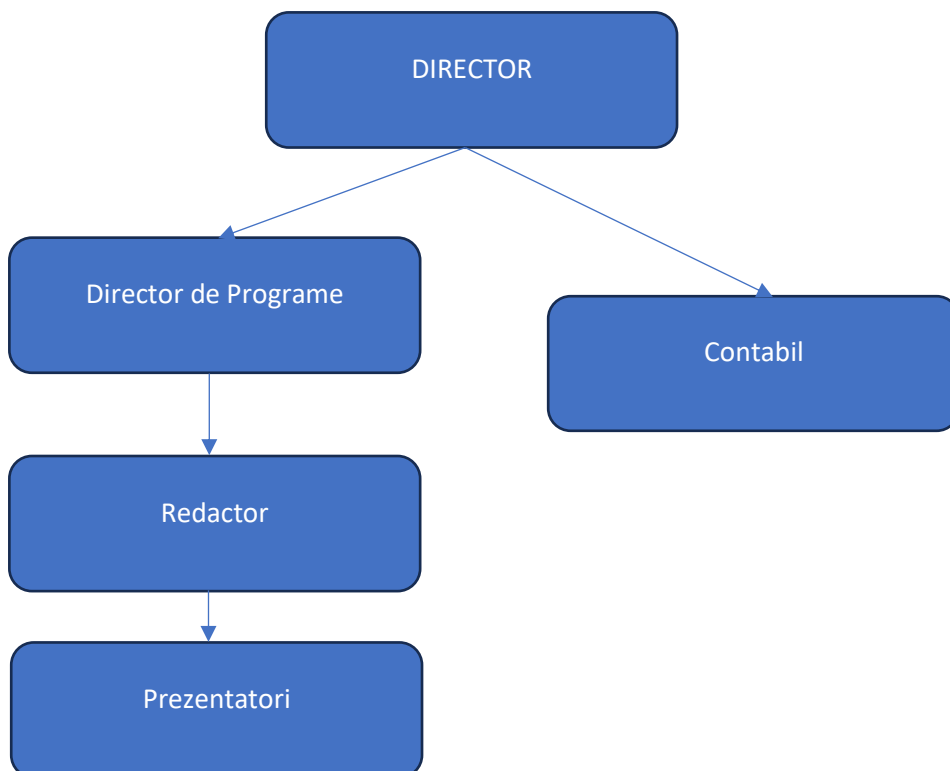 DIRECTOR
Director de Programe
Contabil
Redactor
Prezentatori